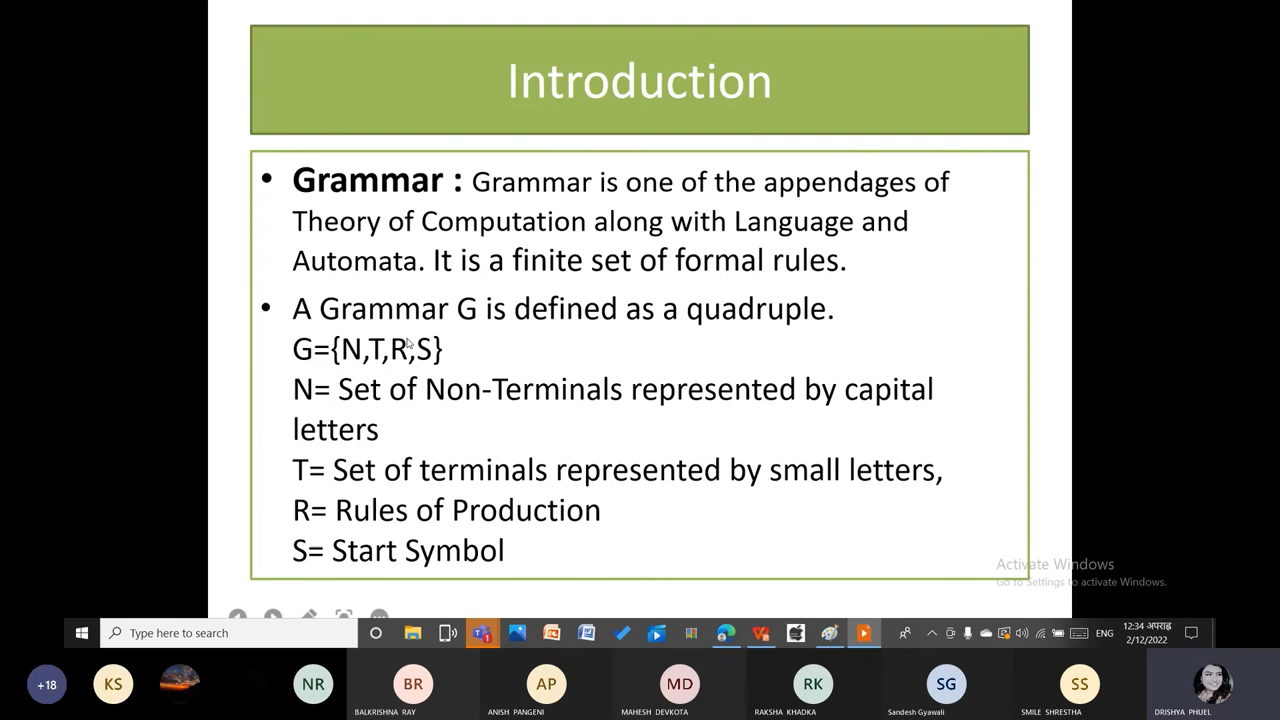 Introduction
• Grammar : Grammar is one of the appendages of
Theory of Computation along with Language and
Automata. It is a finite set of formal rules.
• A Grammar G is defined as a quadruple.
G={N,T,R,S}
N= Set of Non-Terminals represented by capital
letters
T= Set of terminals represented by small letters,
R= Rules of Production
S= Start Symbol
Activate Windows
Go to Settings to activate Windows.
Type here to search
ENG
12:34 अपराह्न
2/12/2022
+18
KS
NR
BR
AP
MD
RK
SG
SS
BALKRISHNA RAY
ANISH PANGENI
MAHESH DEVKOTA
RAKSHA KHADKA
Sandesh Gyawali
SMILE SHRESTHA
DRISHYA PHUEL